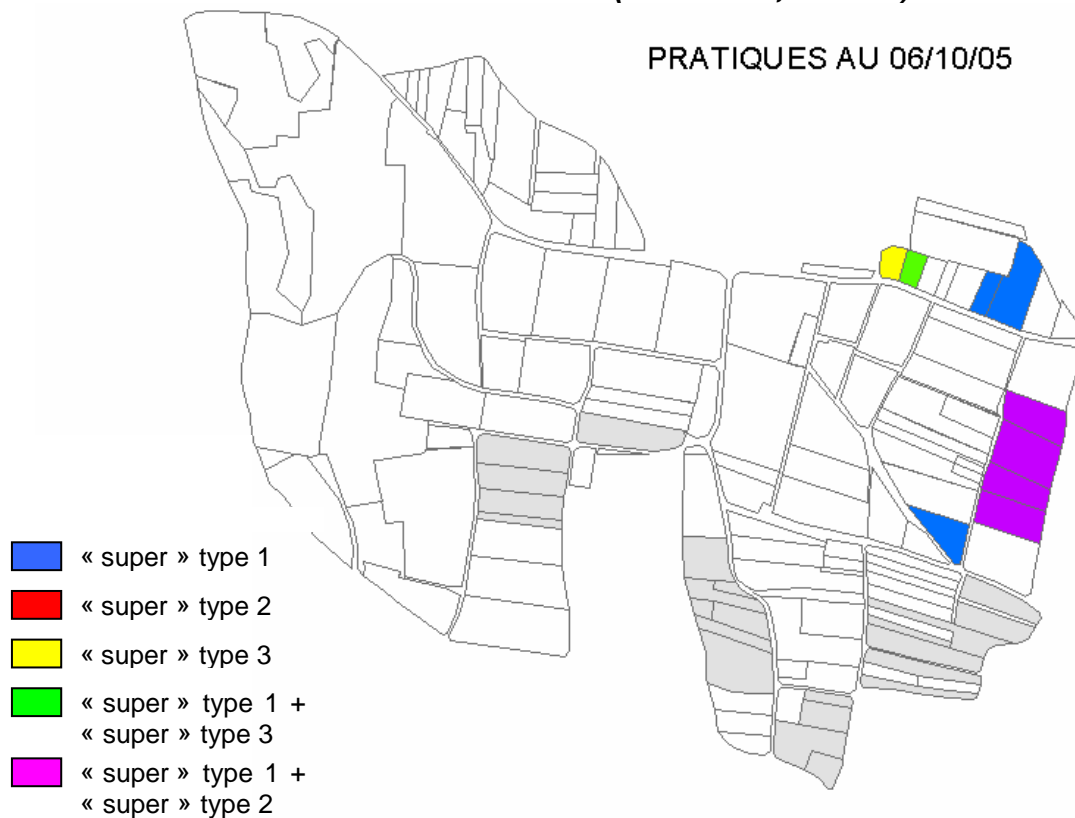 PRATIQUES AU 06/10/05
« super » type 1
« super » type 2
« super » type 3
« super » type 1 +
« super » type 3
« super » type 1 +
« super » type 2